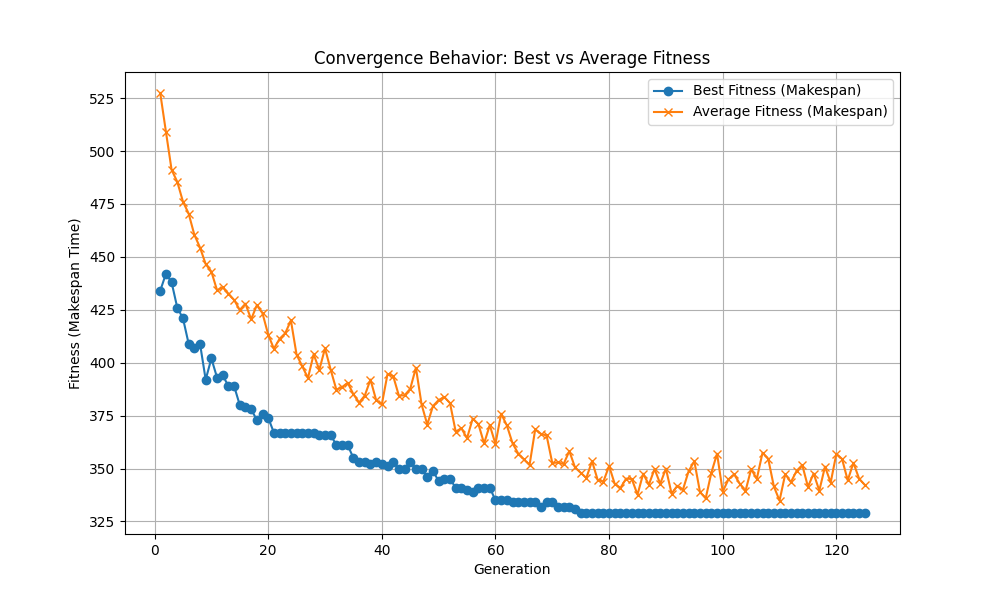 Convergence Behavior: Best vs Average Fitness
Best Fitness (Makespan)
Average Fitness (Makespan)
Fitness (Makespan Time)
525
500
475
450
425
400
375
350
325
0 20 40 60 80 100 120
Generation